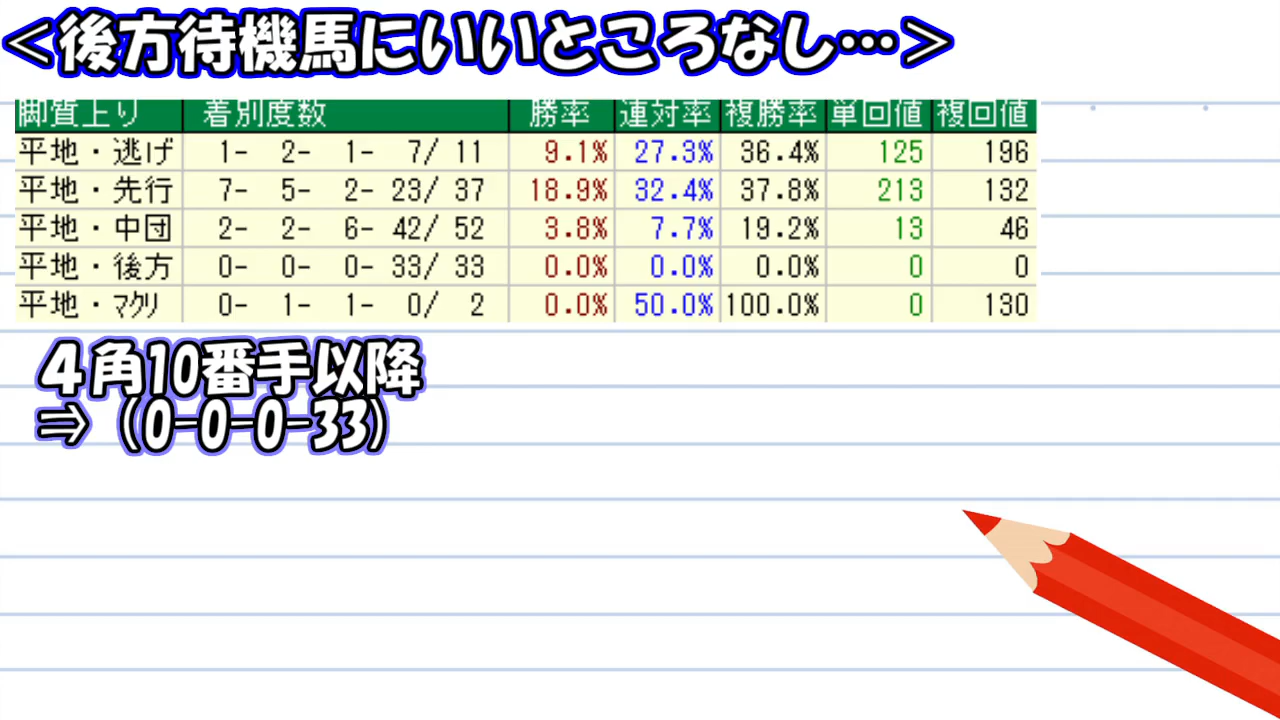 ＜後方待機馬にいいところなし…＞
脚質上り 着別度数 勝率 連対率 複勝率 単回値 複回値
平地・逃げ 1- 2- 1- 7/ 11 9.1% 27.3% 36.4% 125 196
平地・先行 7- 5- 2- 23/ 37 18.9% 32.4% 37.8% 213 132
平地・中団 2- 2- 6- 42/ 52 3.8% 7.7% 19.2% 13 46
平地・後方 0- 0- 0- 33/ 33 0.0% 0.0% 0.0% 0 0
平地・ﾏｸﾘ 0- 1- 1- 0/ 2 0.0% 50.0% 100.0% 0 130
４角10番手以降
⇒（0-0-0-33）